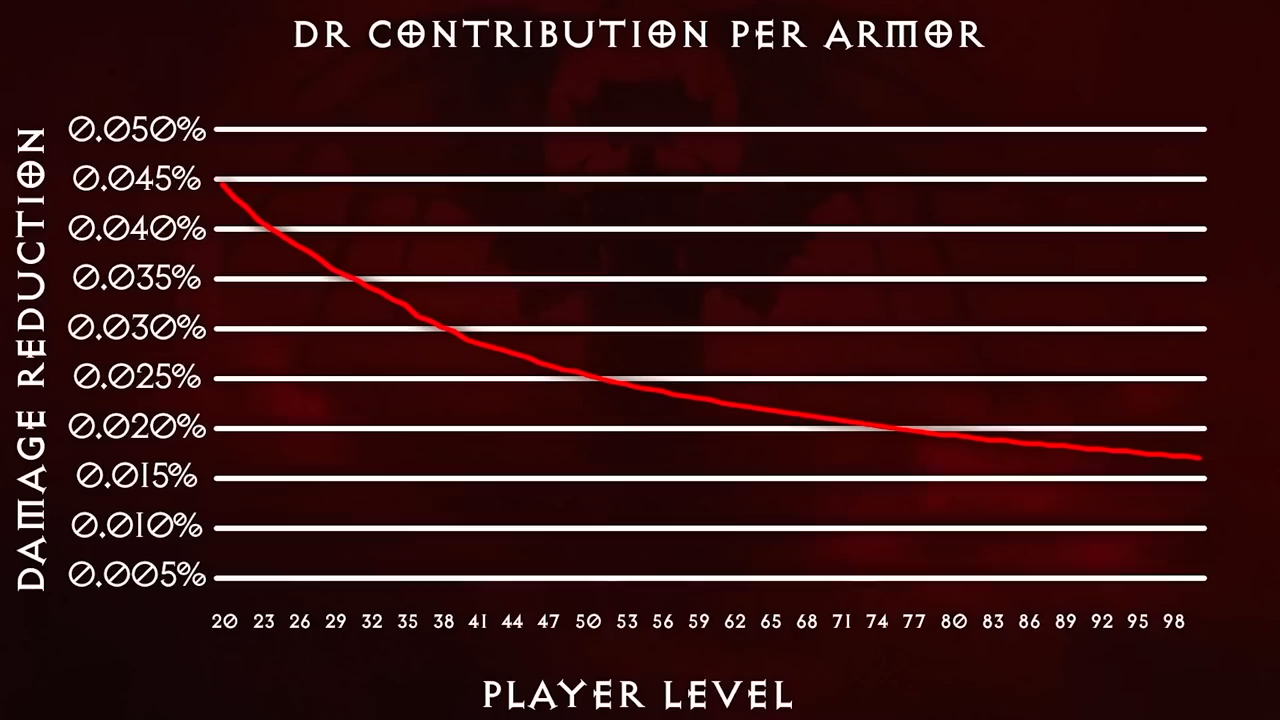 DR CONTRIBUTION PER ARMOR
DAMAGE REDUCTION
0.050%
0.045%
0.040%
0.035%
0.030%
0.025%
0.020%
0.015%
0.010%
0.005%
20 23 26 29 32 35 38 41 44 47 50 53 56 59 62 65 68 71 74 77 80 83 86 89 92 95 98
PLAYER LEVEL